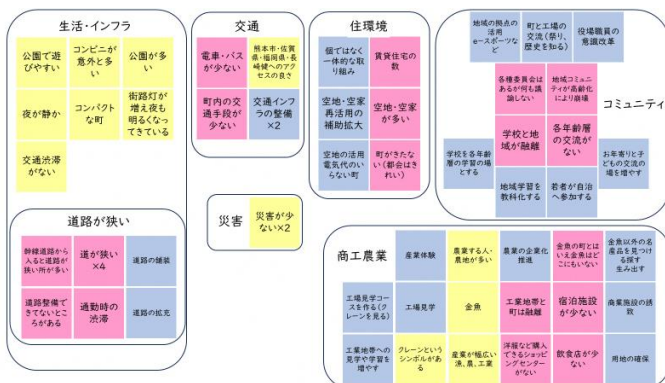 生活・インフラ
公園で遊
びやすい
コンビニが
意外と多
い
公園が多
い
夜が静か
コンパクト
な町
街路灯が
増え夜も
明るくなっ
てきている
交通渋滞
がない
道路が狭い
幹線道路から
入ると道路が
狭い所が多い
道が狭い
×4
道路の舗装
道路整備で
きてないとこ
ろがある
通勤時の
渋滞
道路の拡充
交通
電車・バス
が少ない
熊本市・佐賀
県・福岡県・長
崎健へのアク
セスの良さ
町内の交
通手段が
少ない
交通インフ
ラの整備
×2
災害
災害が少
ない×2
住環境
個ではなく
一体的な取
り組み
賃貸住宅の
数
空地・空家
再活用の
補助拡大
空地・空家
が多い
空地の活用
電気代のい
らない町
町がきたな
い(都会はき
れい)
コミュニティ
地域の拠点の
活用
e-スポーツな
ど
町と工場の
交流(祭り、
歴史を知る)
役場職員の
意識改革
各種委員会は
あるが何も議
論しない
地域コミュニ
ティが高齢化
により崩壊
学校と地
域が融離
各年齢層
の交流が
ない
学校を各年齢
層の学習の場
とする
お年寄りと子
どもの交流の
場を増やす
地域学習を
教科化する
若者が自治
へ参加する
商工農業
産業体験
農業する人・
農地が多い
農業の企業化
推進
金魚の町とは
いえ金魚はど
こにもいない
金魚以外の名
産品を見つける
探す
生み出す
工場見学コー
スを作る(ク
レーンを見る)
工場見学
金魚
工業地帯と
町は融離
宿泊施設
が少ない
商業施設の誘
致
工業地帯への
見学や学習を
増やす
クレーンという
シンボルがあ
る
産業が幅広い
漁、農、工業
洋服など購入
できるショッピ
ングセンターが
ない
飲食店が少
ない
用地の確保